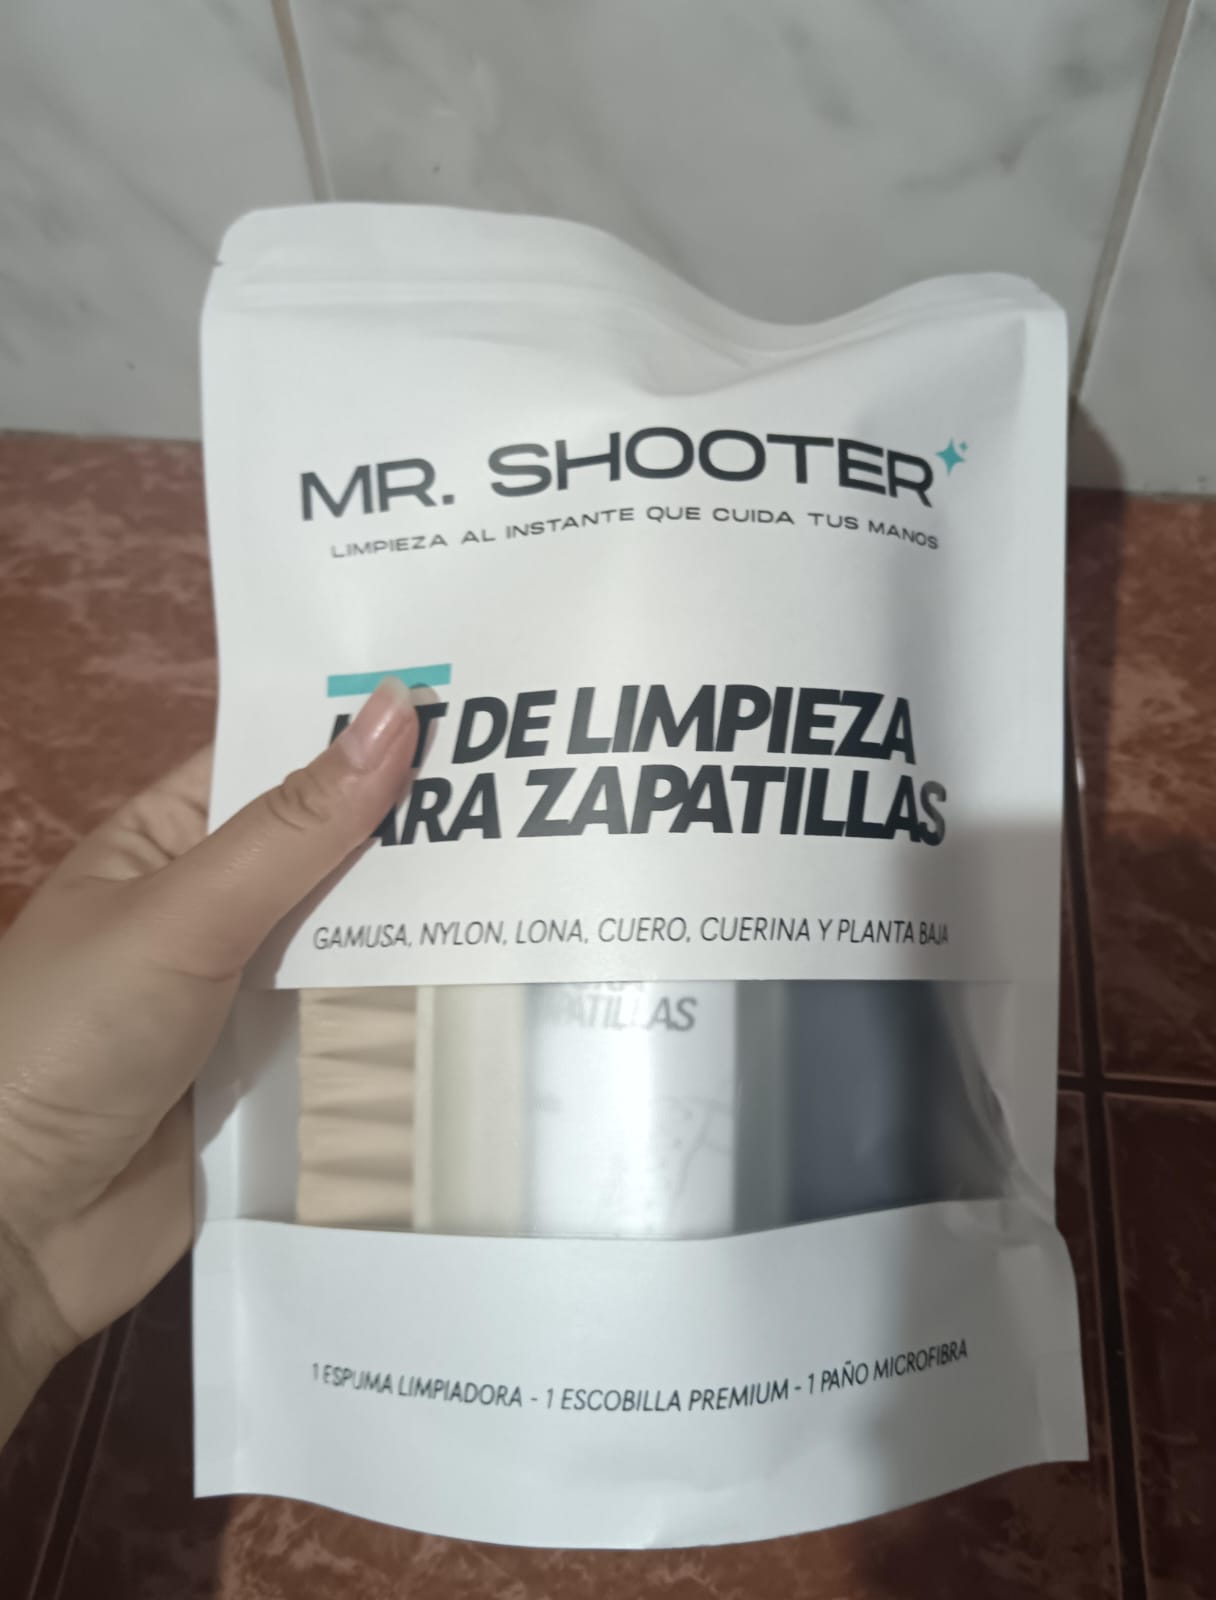 MR. SHOOTER
LIMPIEZA AL INSTANTE QUE CUIDA TUS MANOS
DE LIMPIEZA
ZAPATILLAS
GAMUSA, NYLON, LONA, CUERO, CUERINA Y PLANTA BAJA
1 ESPUMA LIMPIADORA - 1 ESCOBILLA PREMIUM - 1 PAÑO MICROFIBRA